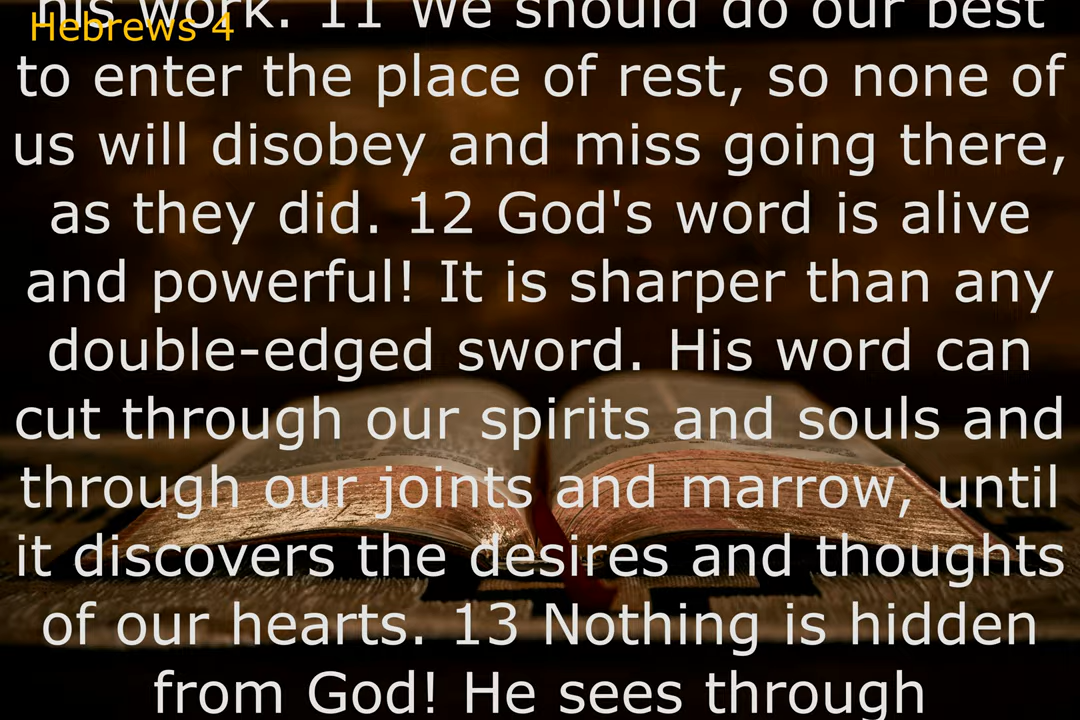 his work. 11 We should do our best
Hebrews 4
to enter the place of rest, so none of
us will disobey and miss going there,
as they did. 12 God's word is alive
and powerful! It is sharper than any
double-edged sword. His word can
cut through our spirits and souls and
through our joints and marrow, until
it discovers the desires and thoughts
of our hearts. 13 Nothing is hidden
from God! He sees through